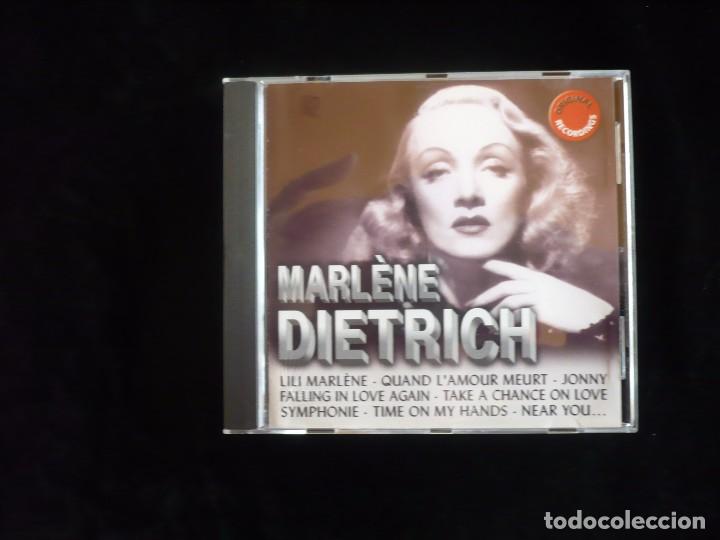 ORIGINAL
RECORDINGS
MARLÈNE
DIETRICH
LILI MARLÈNE - QUAND L'AMOUR MEURT - JONNY
FALLING IN LOVE AGAIN - TAKE A CHANCE ON LOVE
SYMPHONIE - TIME ON MY HANDS - NEAR YOU...
todocoleccion